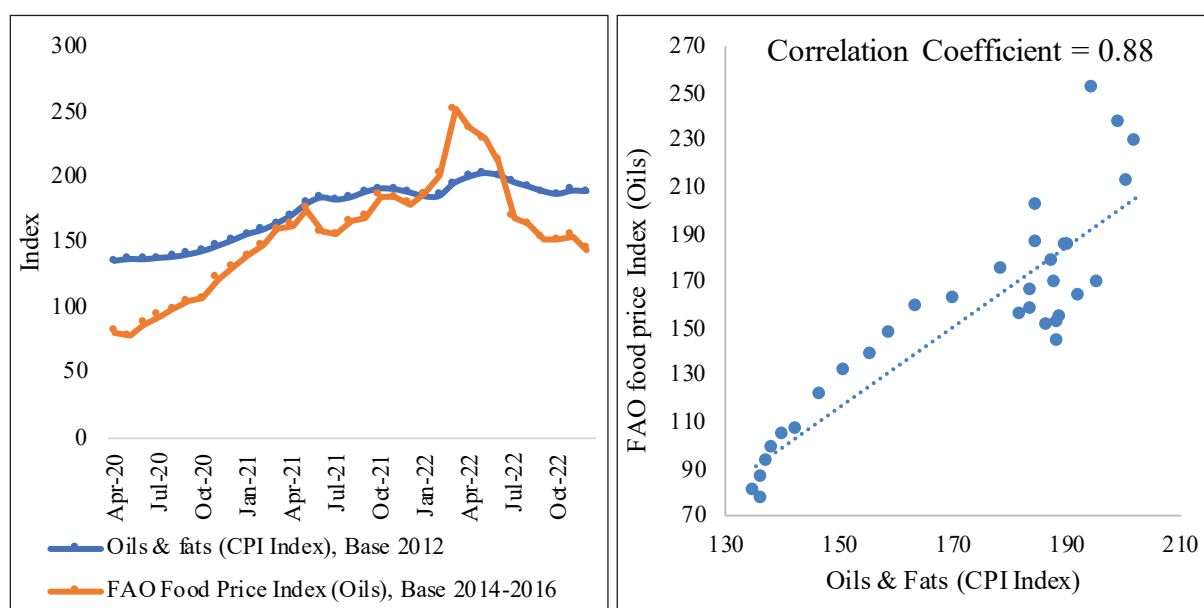 300
250
200
150
100
50
0
Index
Apr-20
Jul-20
Oct-20
Jan-21
Apr-21
Jul-21
Oct-21
Jan-22
Apr-22
Jul-22
Oct-22
Oils & fats (CPI Index), Base 2012
FAO Food Price Index (Oils), Base 2014-2016
Correlation Coefficient = 0.88
270
250
230
210
190
170
150
130
110
90
70
FAO food price Index (Oils)
130
150
170
190
210
Oils & Fats (CPI Index)